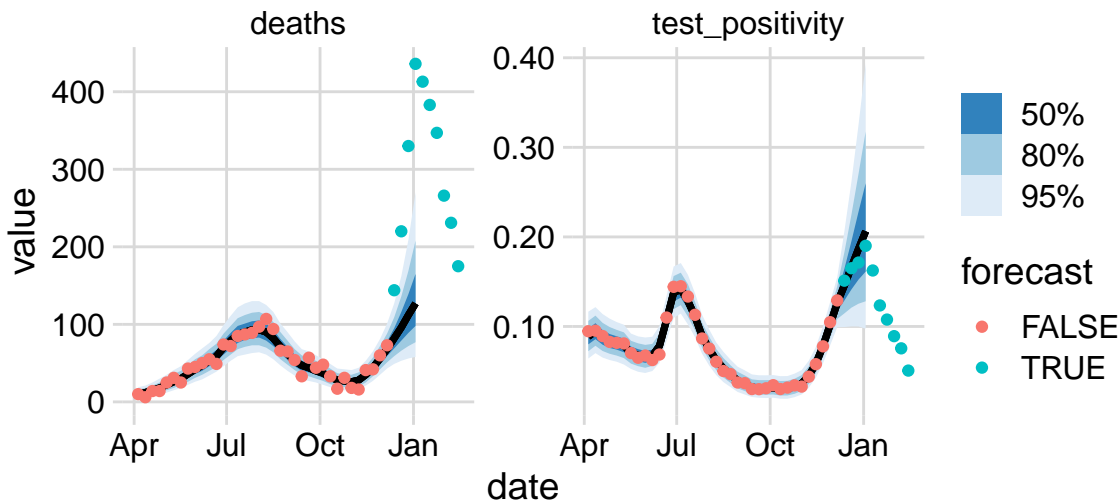 deaths
test_positivity
value
400
300
200
100
0
Apr
Jul
Oct
Jan
0.40
0.30
0.20
0.10
Apr
Jul
Oct
Jan
date
50%
80%
95%
forecast
FALSE
TRUE